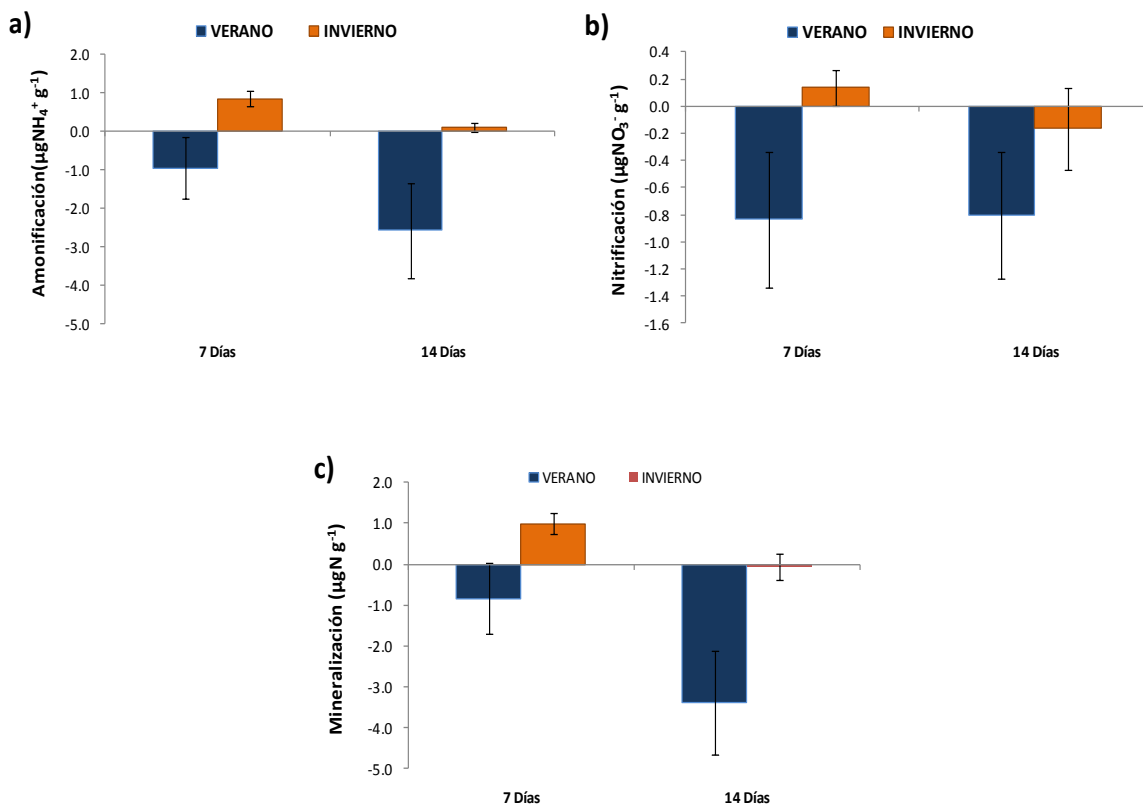 a)
VERANO INVIERNO
Amonificación(µgNH₄⁺ g⁻¹)
2.0
1.0
0.0
-1.0
-2.0
-3.0
-4.0
-5.0
7 Días 14 Días
b)
VERANO INVIERNO
Nitrificación (µgNO₃⁻ g⁻¹)
0.4
0.2
0.0
-0.2
-0.4
-0.6
-0.8
-1.0
-1.2
-1.4
-1.6
7 Días 14 Días
c)
VERANO INVIERNO
Mineralización (µgN g⁻¹)
2.0
1.0
0.0
-1.0
-2.0
-3.0
-4.0
-5.0
7 Días 14 Días